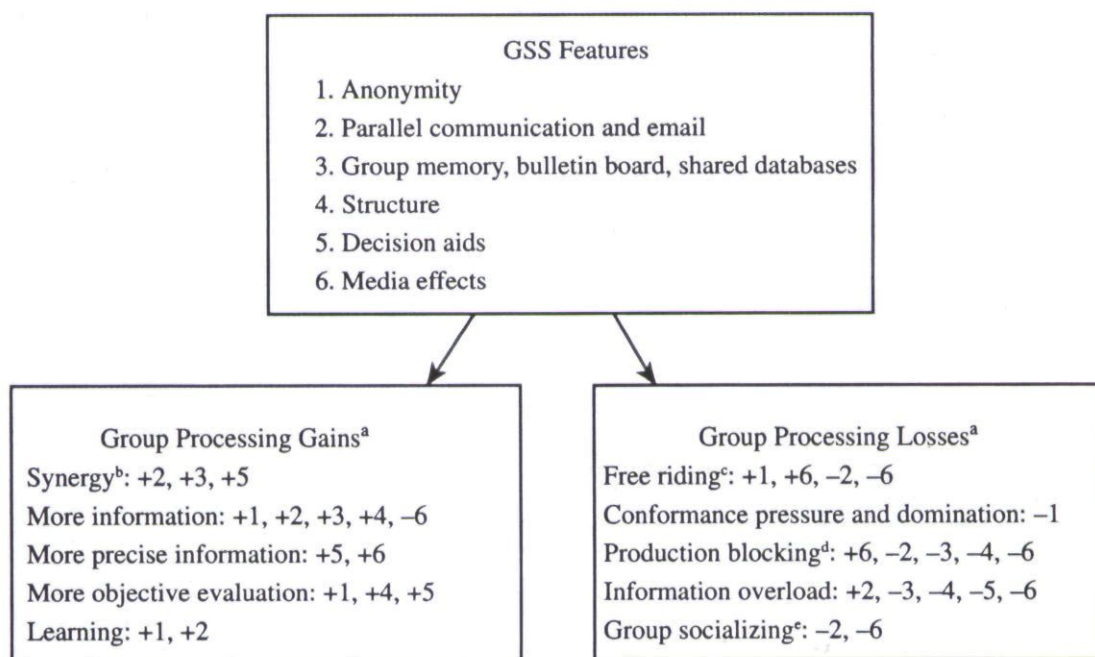 GSS Features
1. Anonymity
2. Parallel communication and email
3. Group memory, bulletin board, shared databases
4. Structure
5. Decision aids
6. Media effects
Group Processing Gainsᵃ
Synergyᵇ: +2, +3, +5
More information: +1, +2, +3, +4, –6
More precise information: +5, +6
More objective evaluation: +1, +4, +5
Learning: +1, +2
Group Processing Lossesᵃ
Free ridingᶜ: +1, +6, –2, –6
Conformance pressure and domination: –1
Production blockingᵈ: +6, –2, –3, –4, –6
Information overload: +2, –3, –4, –5, –6
Group socializingᵉ: –2, –6